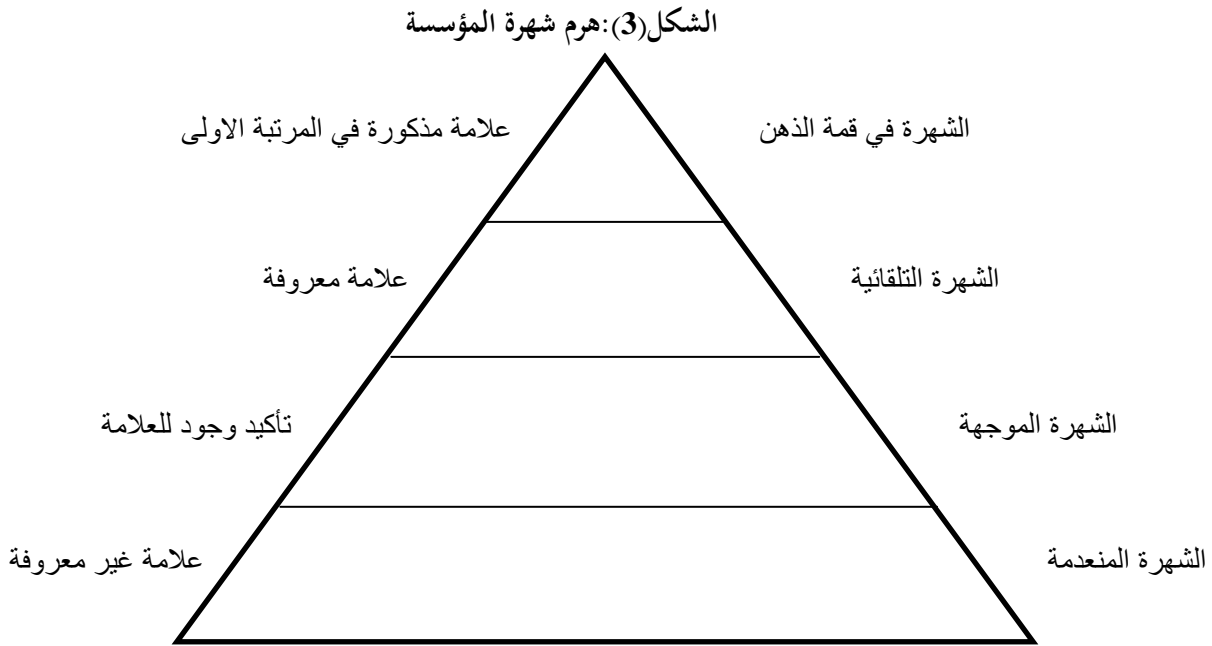 الشكل(3):هرم شهرة المؤسسة
الشهرة في قمة الذهن
علامة مذكورة في المرتبة الاولى
الشهرة التلقائية
علامة معروفة
الشهرة الموجهة
تأكيد وجود للعلامة
الشهرة المنعدمة
علامة غير معروفة